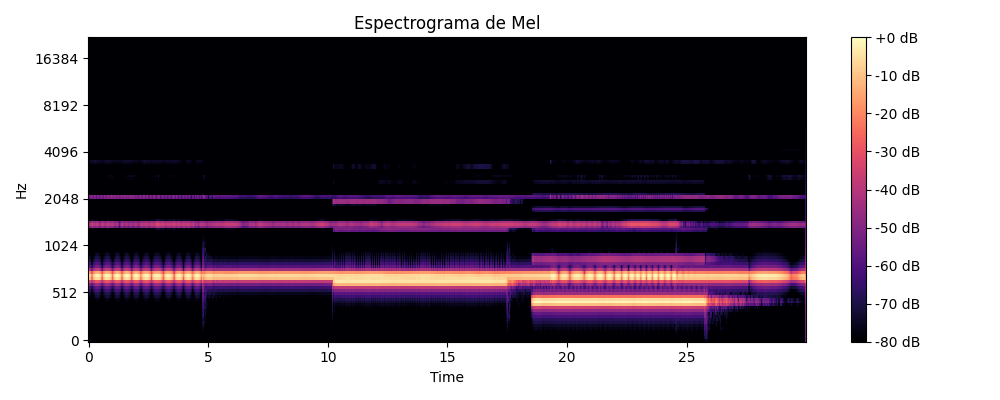 Espectrograma de Mel
Hz
16384
8192
4096
2048
1024
512
0
0 5 10 15 20 25
Time
+0 dB
-10 dB
-20 dB
-30 dB
-40 dB
-50 dB
-60 dB
-70 dB
-80 dB